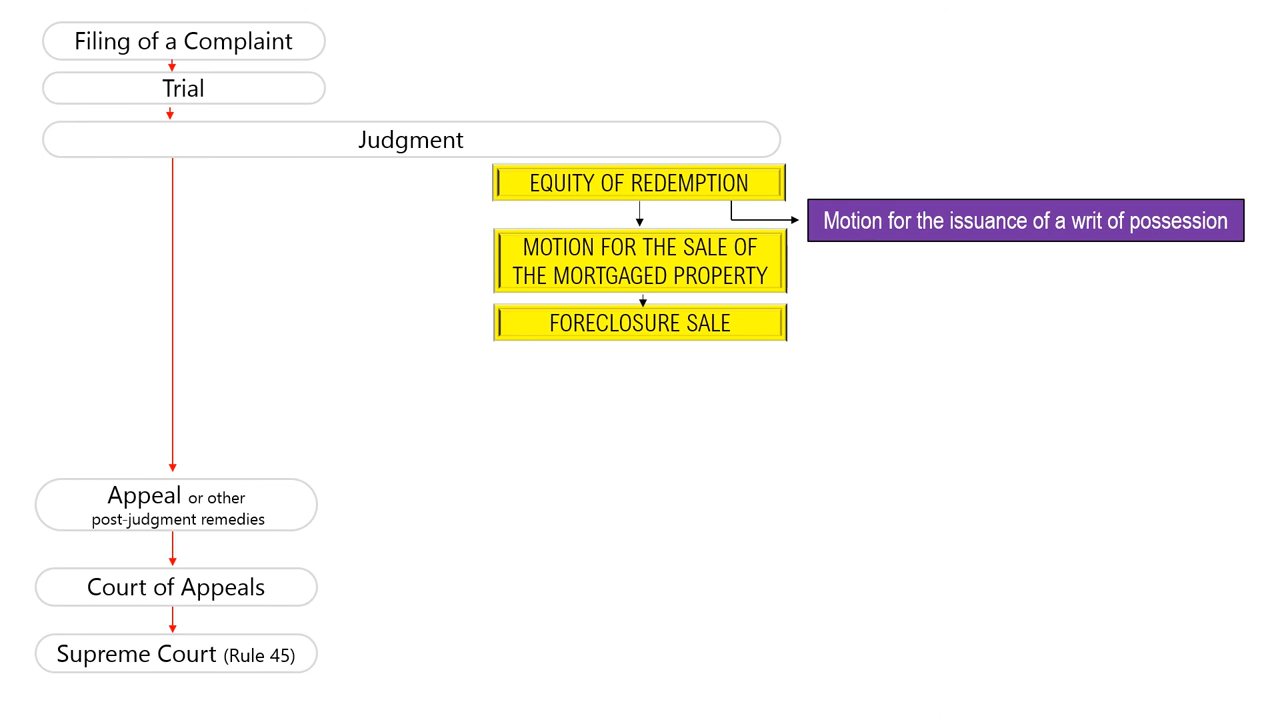 Filing of a Complaint
Trial
Judgment
EQUITY OF REDEMPTION
Motion for the issuance of a writ of possession
MOTION FOR THE SALE OF
THE MORTGAGED PROPERTY
FORECLOSURE SALE
Appeal or other
post-judgment remedies
Court of Appeals
Supreme Court (Rule 45)